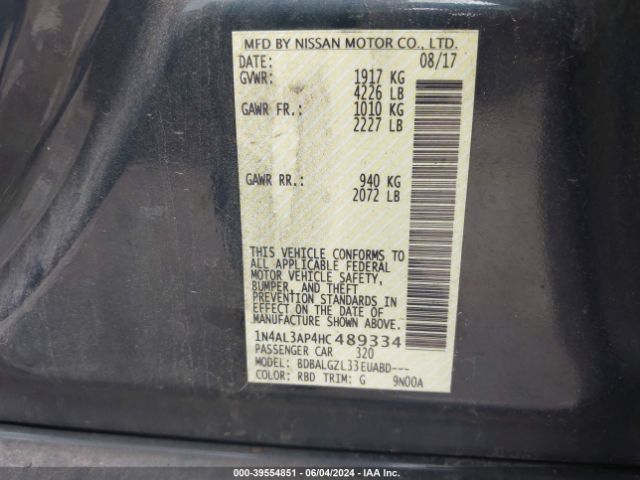 MFD BY NISSAN MOTOR CO., LTD.
DATE: 08/17
GVWR: 1917 KG
4226 LB
GAWR FR.: 1010 KG
2227 LB
GAWR RR.: 940 KG
2072 LB
THIS VEHICLE CONFORMS TO
ALL APPLICABLE FEDERAL
MOTOR VEHICLE SAFETY,
BUMPER, AND THEFT
PREVENTION STANDARDS IN
EFFECT ON THE DATE OF
MANUFACTURE SHOWN ABOVE.
1N4AL3AP4HC489334
PASSENGER CAR 320
MODEL: BDBALGZL33EUABD---
COLOR: RBD TRIM: G 9N00A
000-39554851 | 06/04/2024 | IAA Inc.